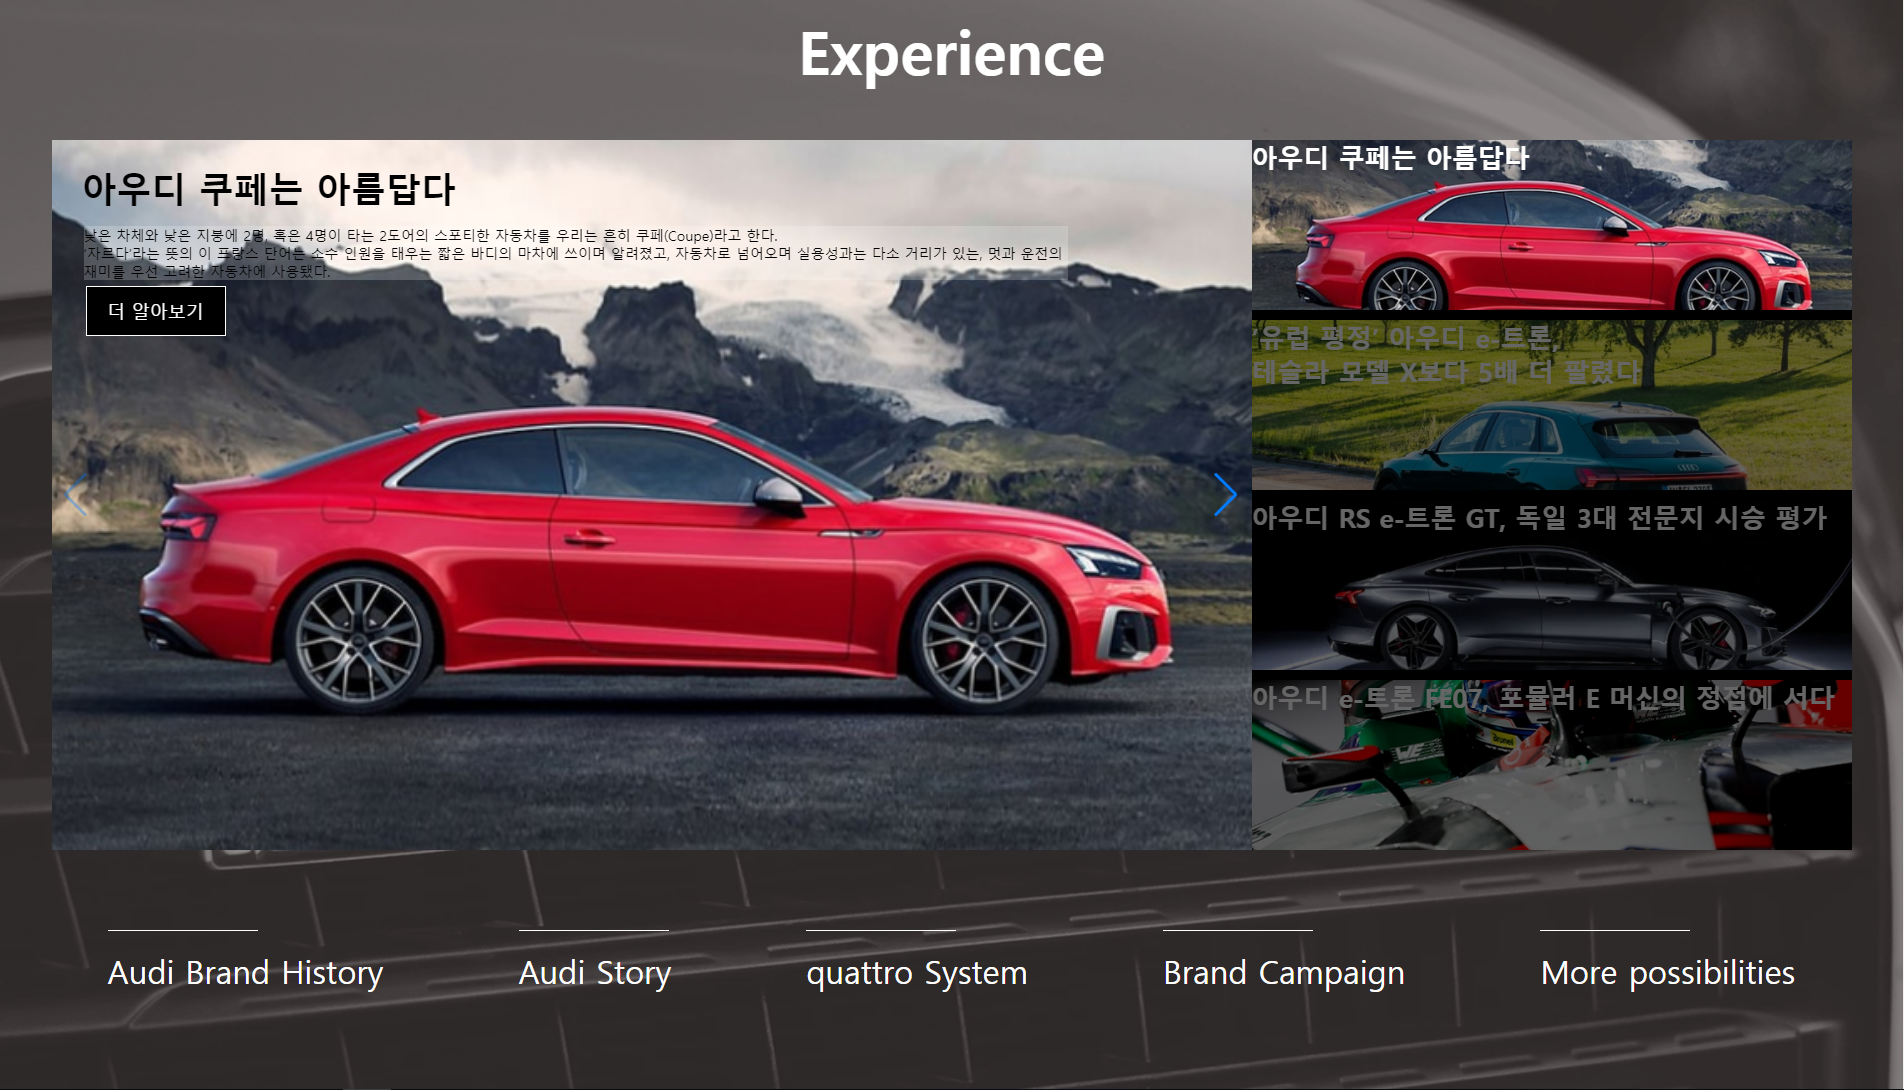 Experience
아우디 쿠페는 아름답다
낮은 차체와 낮은 지붕에 2명, 혹은 4명이 타는 2도어의 스포티한 자동차를 우리는 흔히 쿠페(Coupe)라고 한다.
‘자르다’라는 뜻의 이 프랑스 단어는 소수 인원을 태우는 짧은 바디의 마차에 쓰이며 알려졌고, 자동차로 넘어오며 실용성과는 다소 거리가 있는, 멋과 운전의
재미를 우선 고려한 자동차에 사용됐다.
더 알아보기
아우디 쿠페는 아름답다
‘유럽 평정’ 아우디 e-트론,
테슬라 모델 X보다 5배 더 팔렸다
아우디 RS e-트론 GT, 독일 3대 전문지 시승 평가
아우디 e-트론 FE07, 포뮬러 E 머신의 정점에 서다
Audi Brand History
Audi Story
quattro System
Brand Campaign
More possibilities